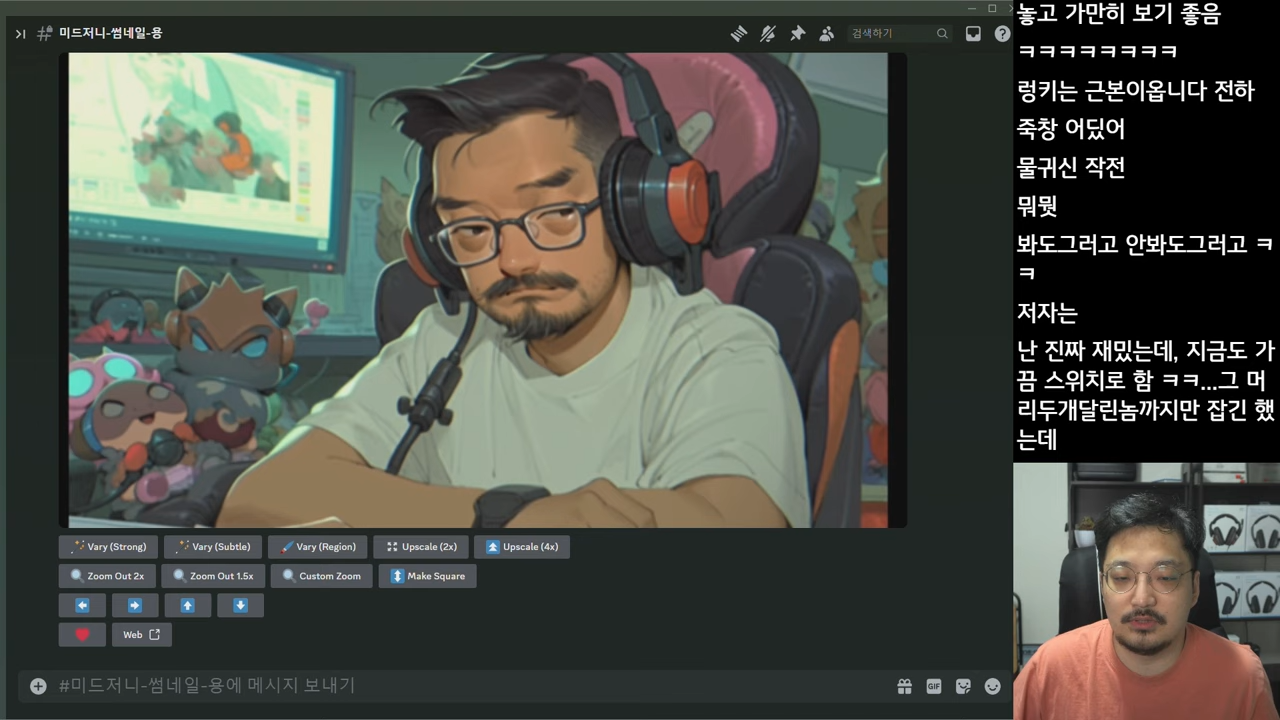 미드저니-썸네일-용
검색하기
Vary (Strong)
Vary (Subtle)
Vary (Region)
Upscale (2x)
Upscale (4x)
Zoom Out 2x
Zoom Out 1.5x
Custom Zoom
Make Square
Web
#미드저니-썸네일-용에 메시지 보내기
GIF
놓고 가만히 보기 좋음
ㅋㅋㅋㅋㅋㅋㅋㅋ
렁키는 근본이옵니다 전하
죽창 어딨어
물귀신 작전
뭐뭣
봐도그러고 안봐도그러고 ㅋ
ㅋ
저자는
난 진짜 재밌는데, 지금도 가
끔 스위치로 함 ㅋㅋ...그 머
리두개달린놈까지만 잡긴 했
는데